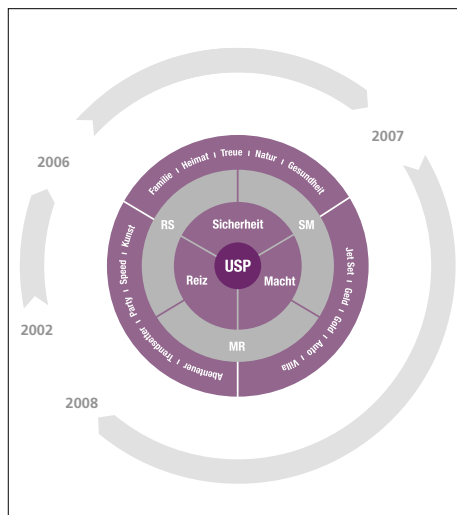 2007
2006
Familie I Heimat I Treue I Natur I Gesundheit
RS
Sicherheit
SM
Kunst I Speed I Party I Trendsetter I Abenteuer
Jet Set I Geld I Gold I Auto I Villa
USP
Reiz
Macht
2002
MR
2008